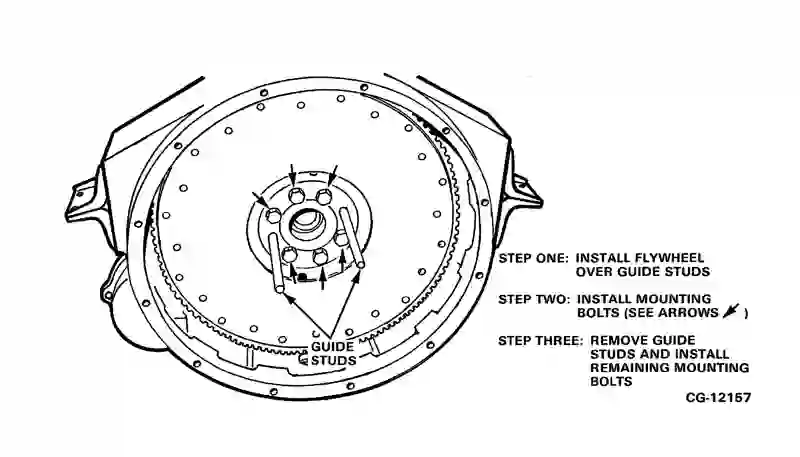 STEP ONE: INSTALL FLYWHEEL
OVER GUIDE STUDS
STEP TWO: INSTALL MOUNTING
BOLTS (SEE ARROWS )
STEP THREE: REMOVE GUIDE
STUDS AND INSTALL
REMAINING MOUNTING
BOLTS
CG-12157
GUIDE
STUDS